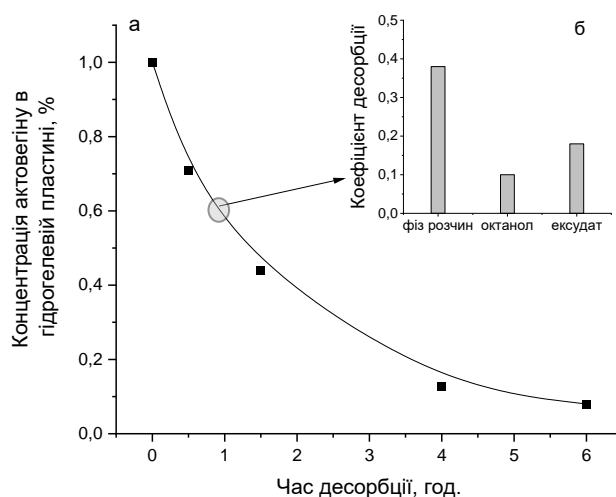 а
Концентрація актовегіну в
гідрогелевій пластині, %
1,0
0,8
0,6
0,4
0,2
0,0
0
1
2
3
4
5
6
Час десорбції, год.
б
Коефіцієнт десорбції
0,5
0,4
0,3
0,2
0,1
0,0
фіз розчин
октанол
ексудат